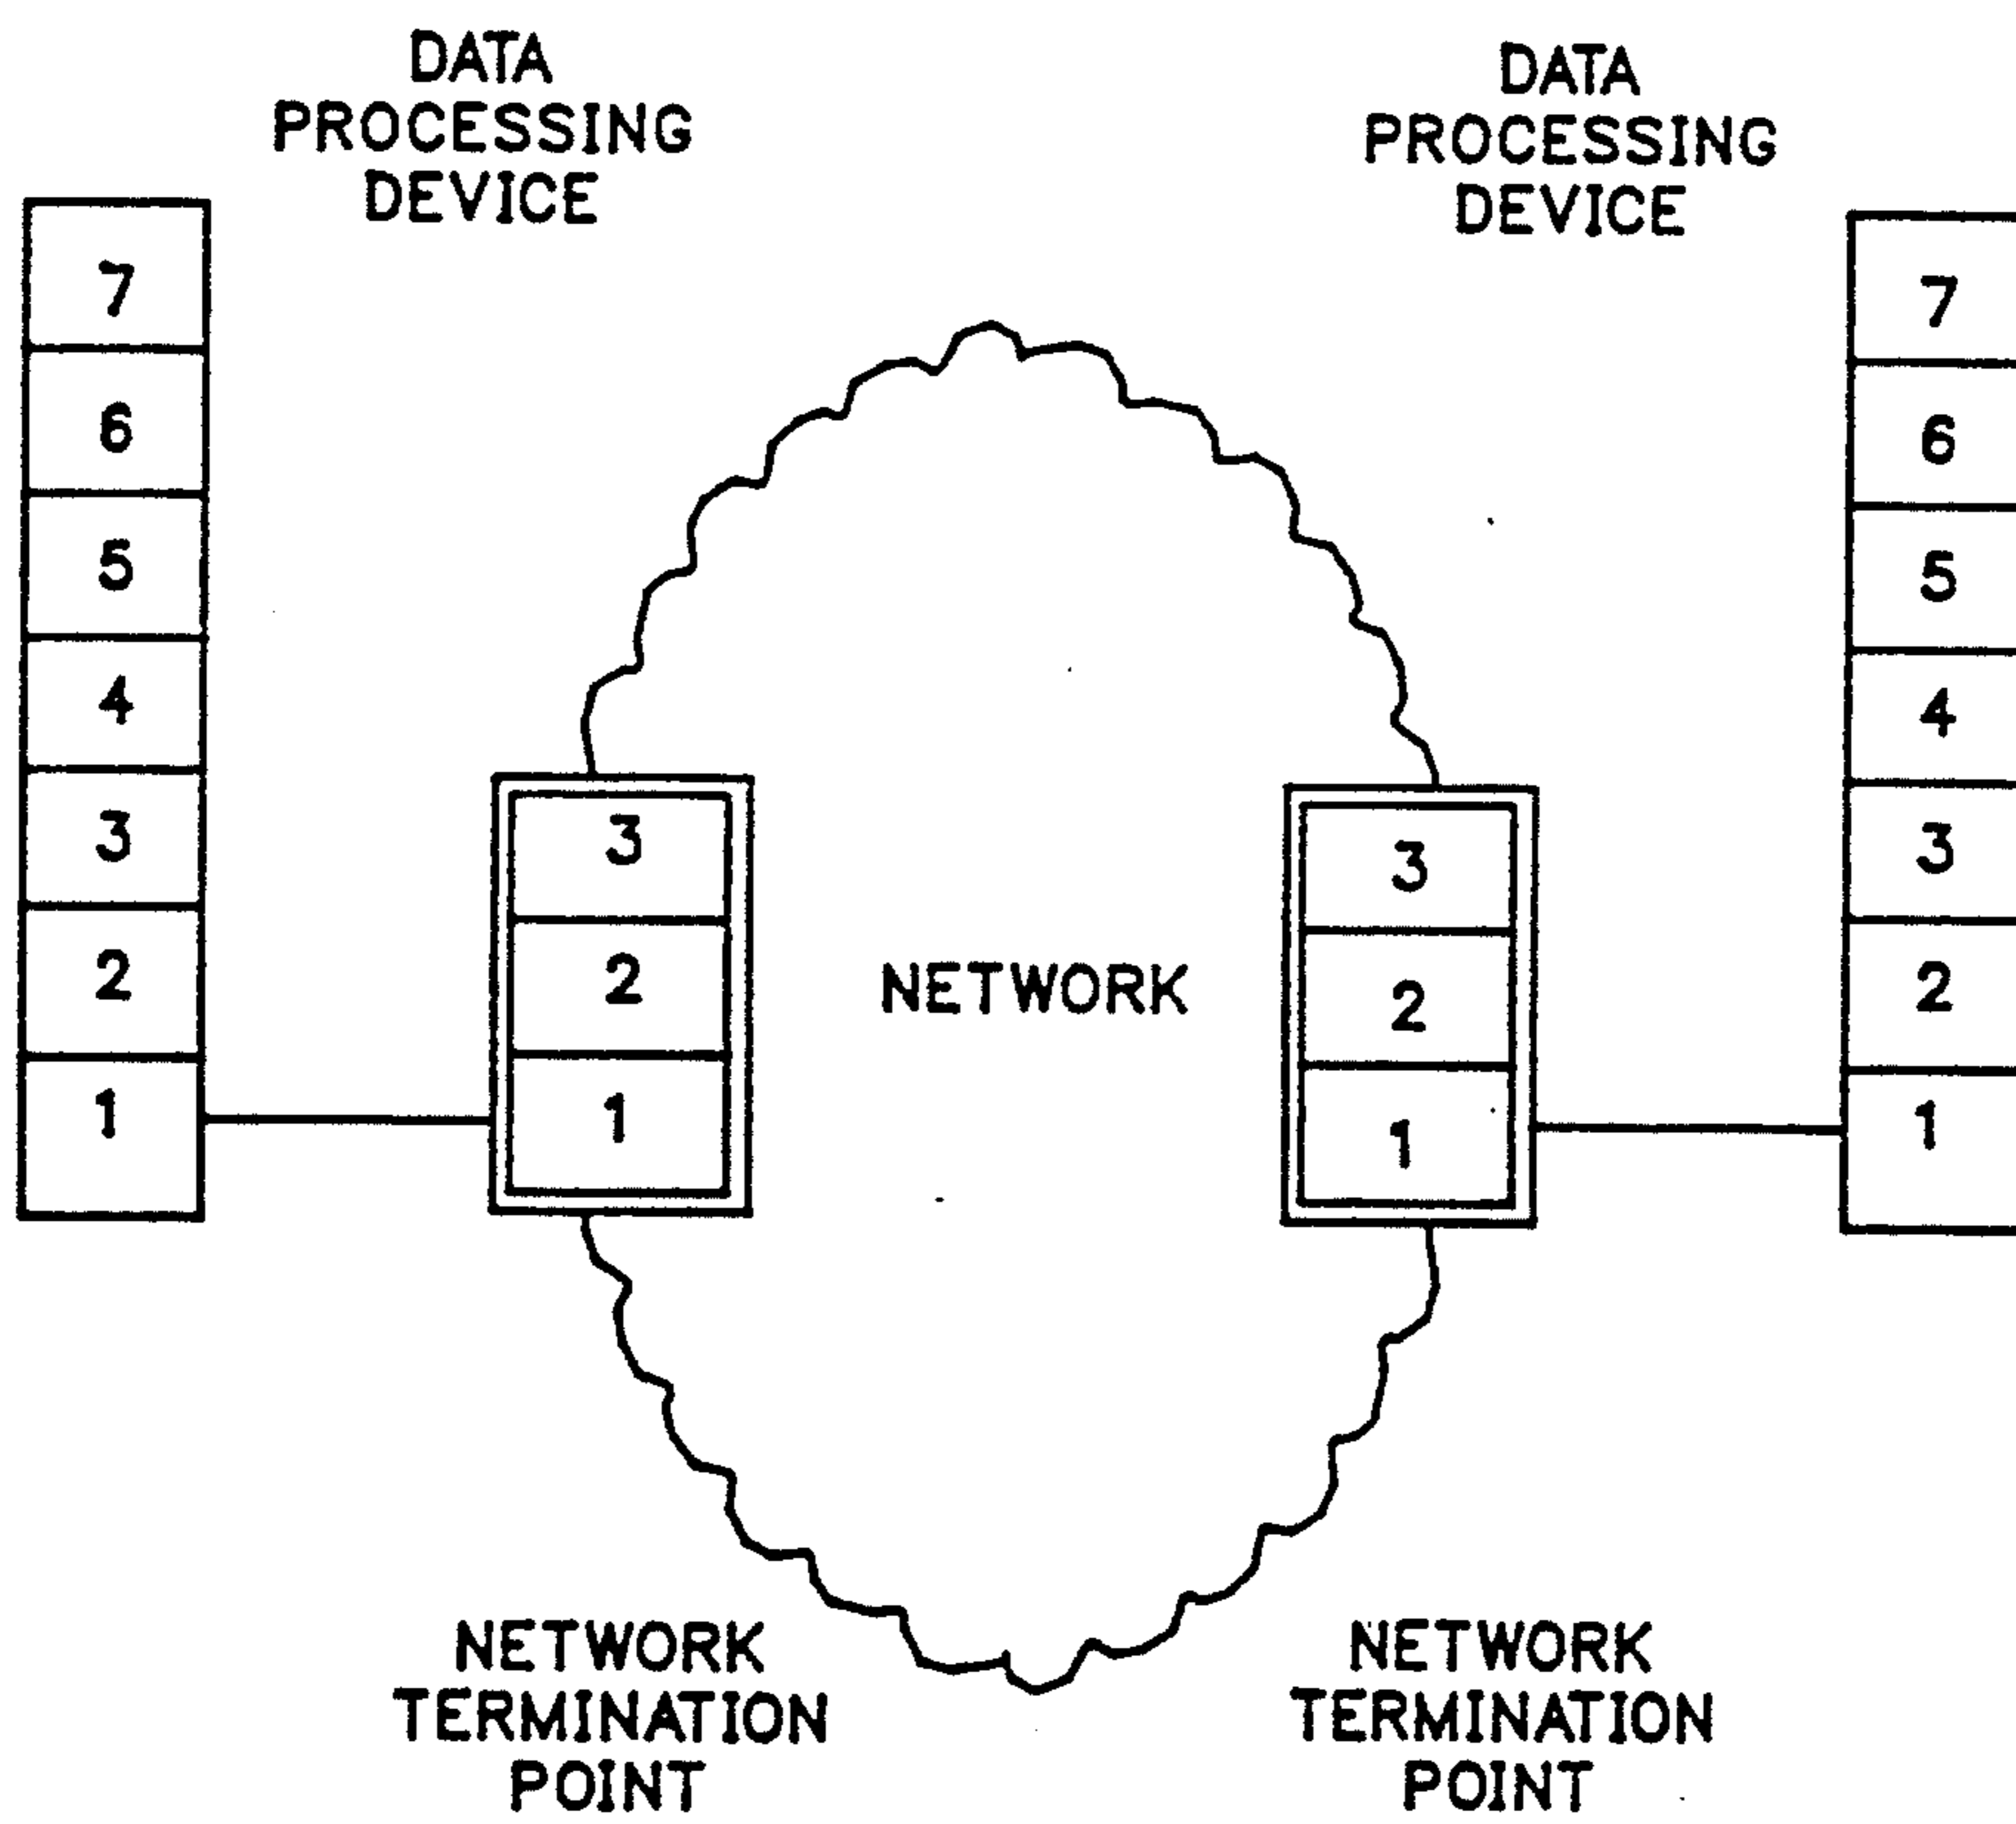 DATA
PROCESSING
DEVICE
DATA
PROCESSING
DEVICE
7
6
5
4
3
2
1
3
2
1
NETWORK
3
2
1
7
6
5
4
3
2
1
NETWORK
TERMINATION
POINT
NETWORK
TERMINATION
POINT